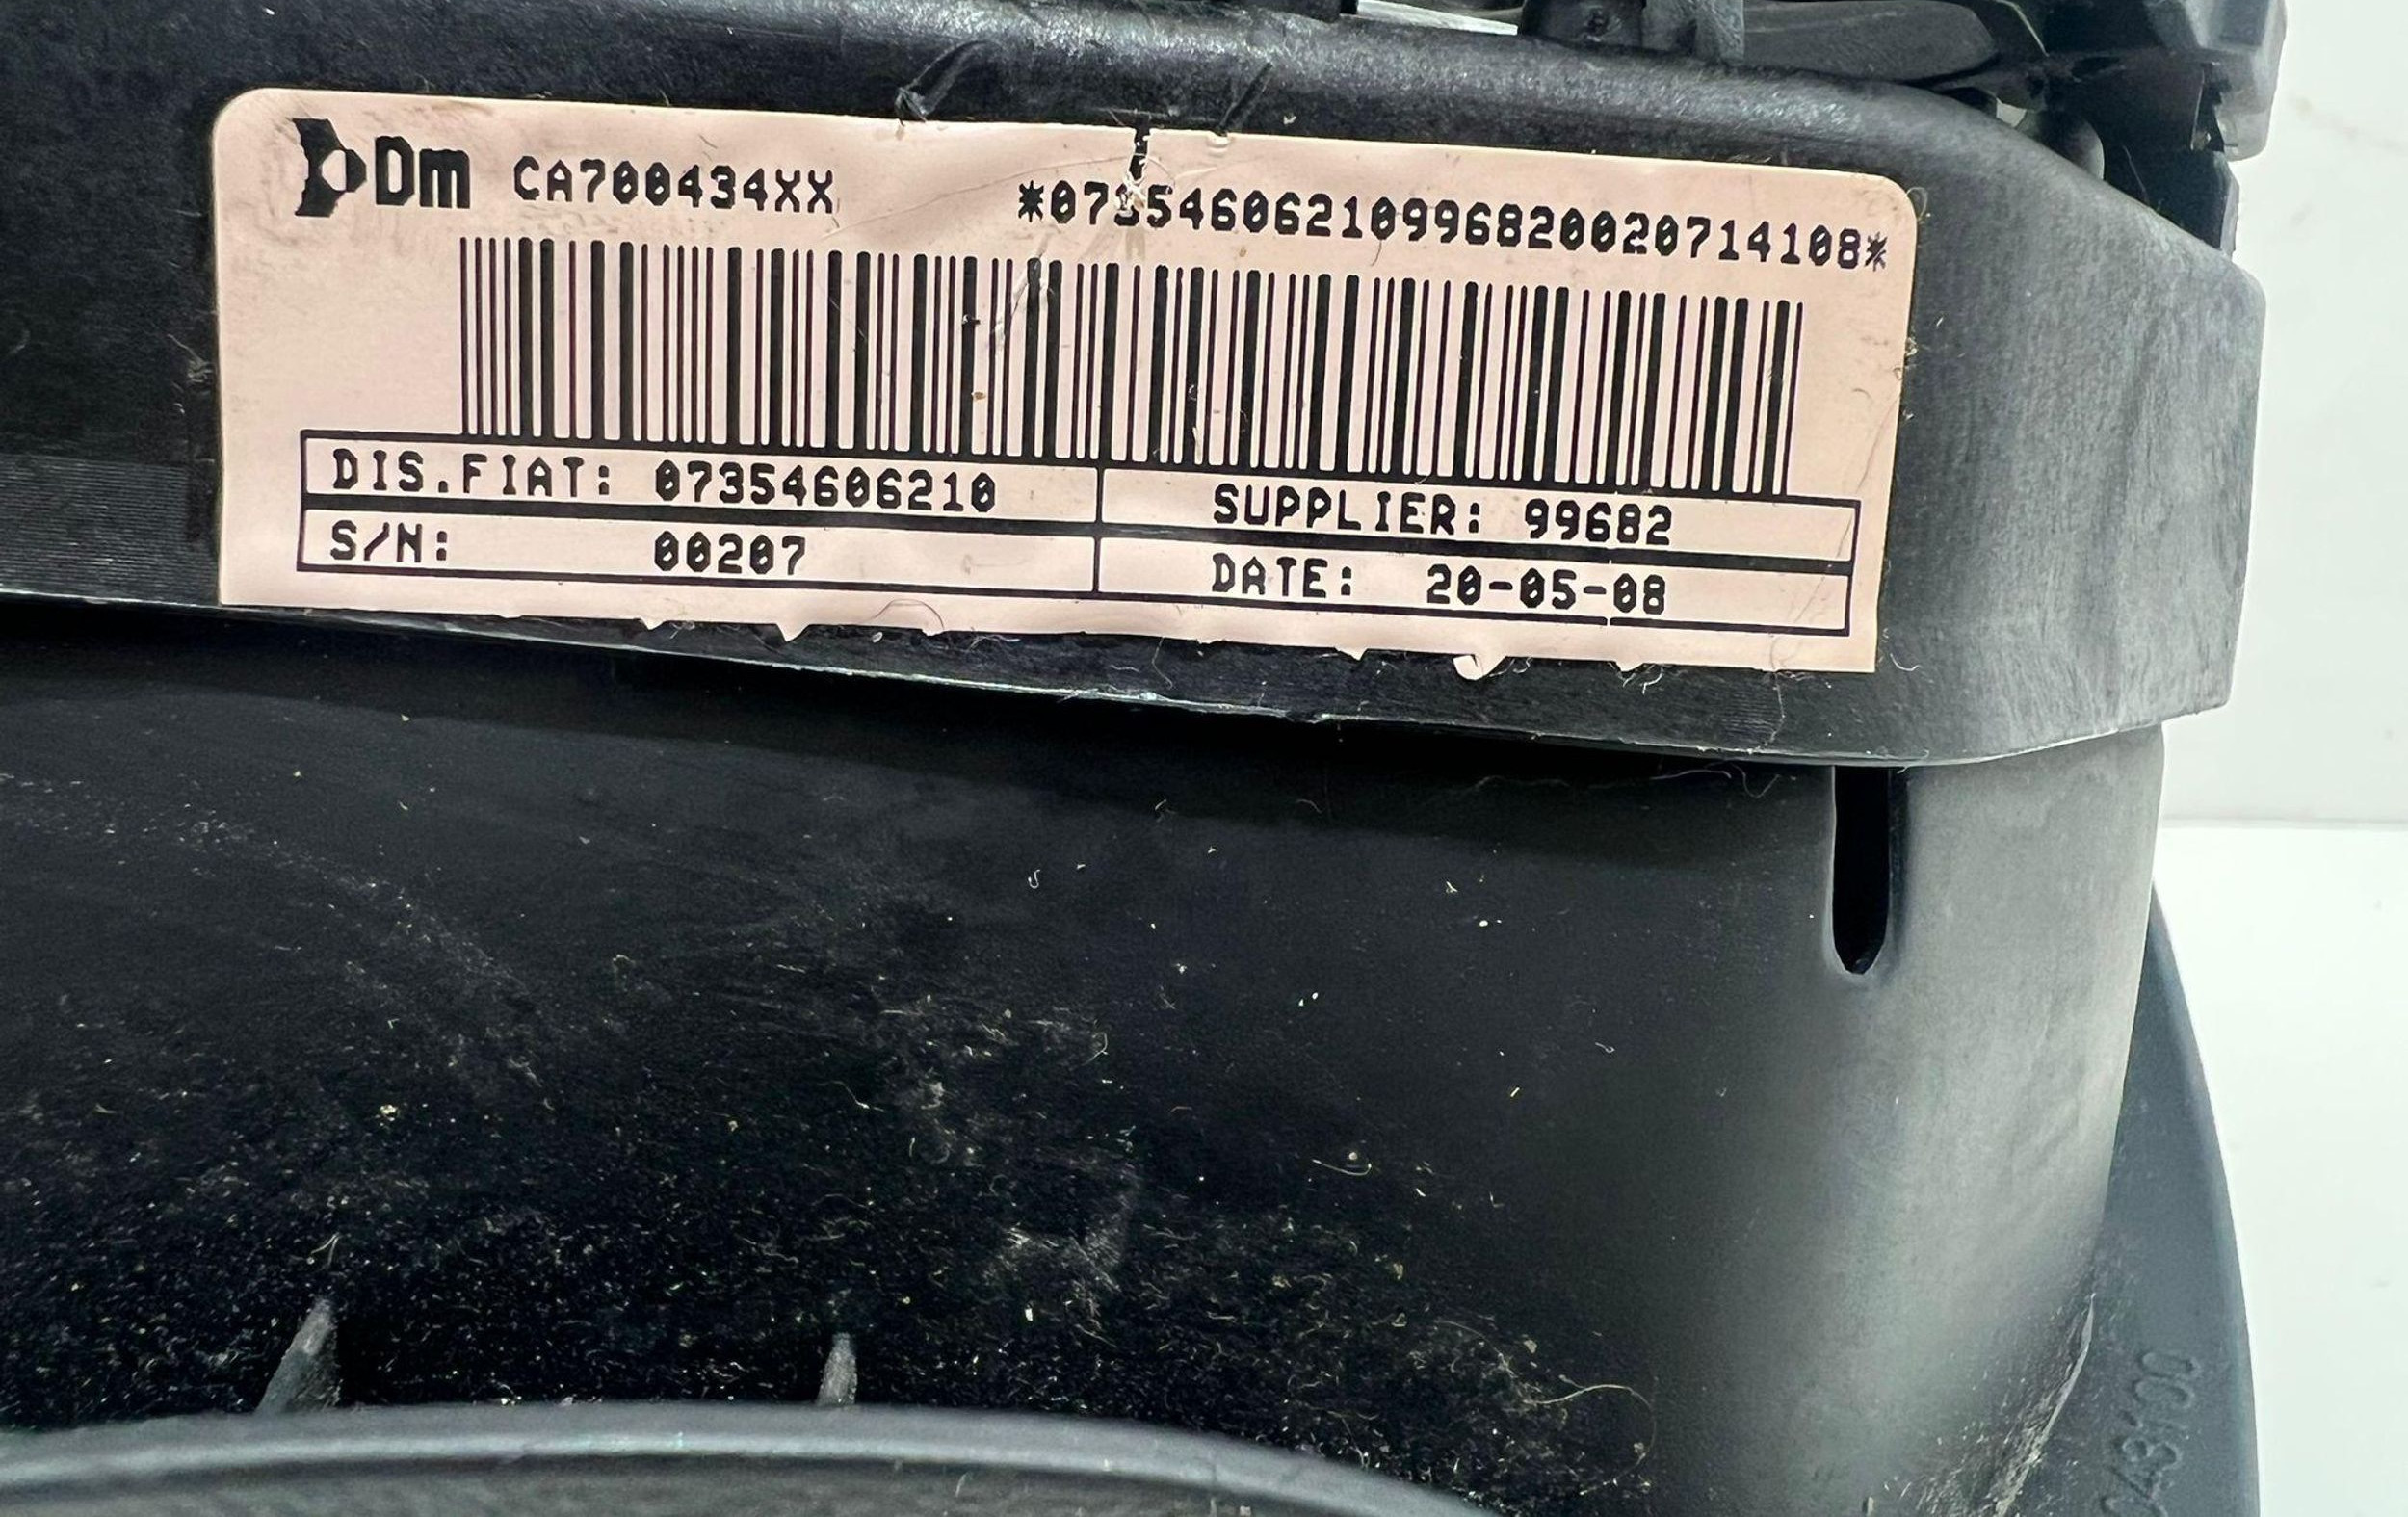 Dm CA700434XX *07354606210996820020714108*
DIS.FIAT: 07354606210 SUPPLIER: 99682
S/N: 00207 DATE: 20-05-08